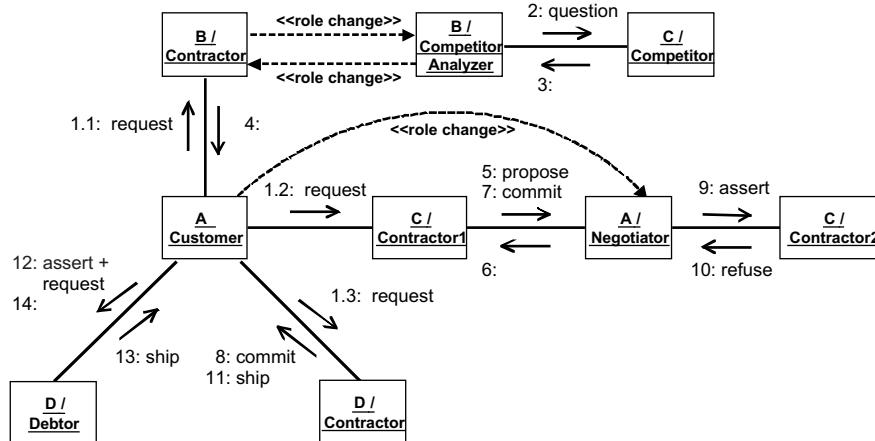 <<role change>>
B /
Contractor
B /
Competitor
Analyzer
2: question
C /
Competitor
<<role change>>
3:
1.1: request
4:
<<role change>>
A
Customer
1.2: request
C /
Contractor1
5: propose
7: commit
6:
A /
Negotiator
9: assert
10: refuse
C /
Contractor2
12: assert +
request
14:
13: ship
1.3: request
8: commit
11: ship
D /
Debtor
D /
Contractor